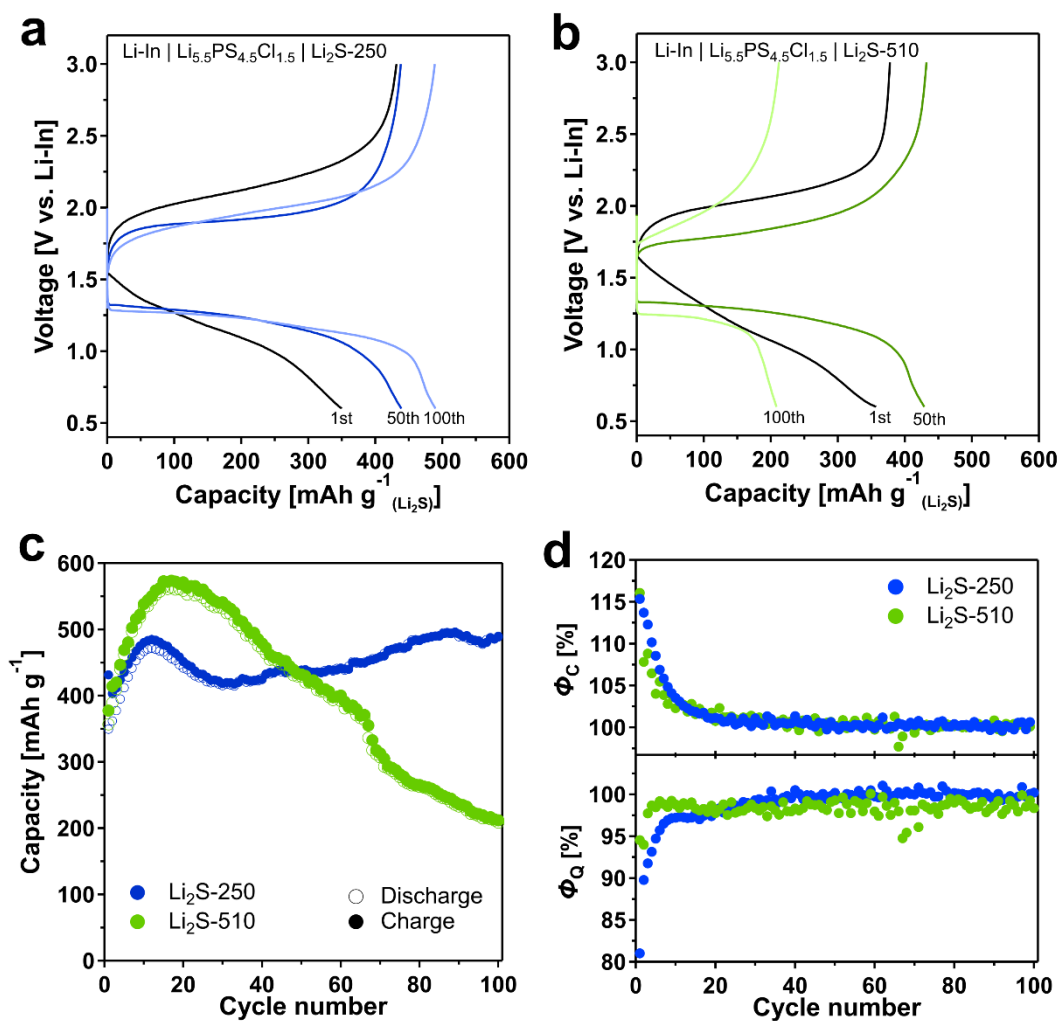 a
Li-In | Li₅.₅PS₄.₅Cl₁.₅ | Li₂S-250
3.0
2.5
2.0
1.5
1.0
0.5
Voltage [V vs. Li-In]
1st
50th
100th
0 100 200 300 400 500 600
Capacity [mAh g⁻¹ (Li₂S)]
b
Li-In | Li₅.₅PS₄.₅Cl₁.₅ | Li₂S-510
3.0
2.5
2.0
1.5
1.0
0.5
Voltage [V vs. Li-In]
100th
1st
50th
0 100 200 300 400 500 600
Capacity [mAh g⁻¹ (Li₂S)]
c
600
500
400
300
200
100
0
Capacity [mAh g⁻¹]
Li₂S-250
Li₂S-510
Discharge
Charge
0 20 40 60 80 100
Cycle number
d
120
115
110
105
100
ΦC [%]
Li₂S-250
Li₂S-510
100
95
90
85
80
ΦQ [%]
0 20 40 60 80 100
Cycle number